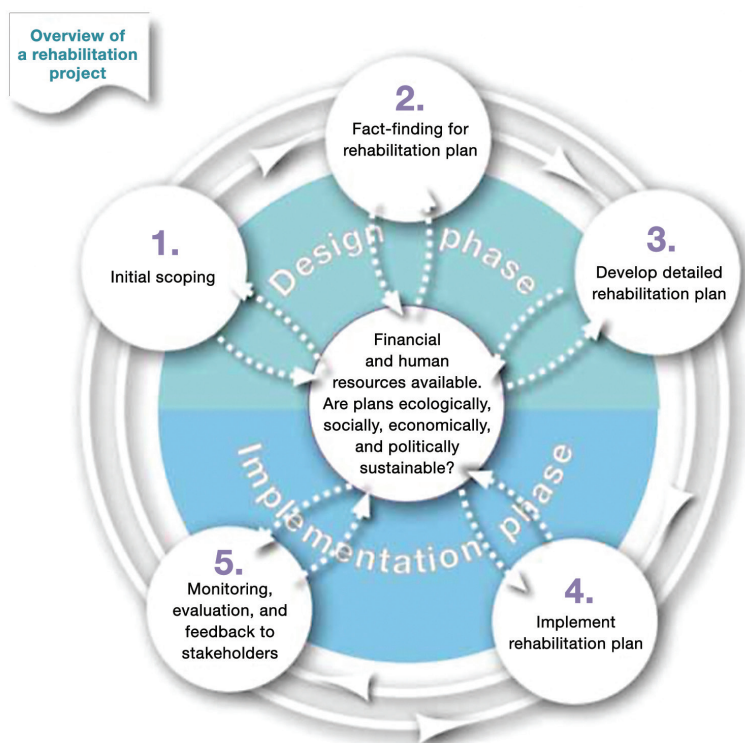 Overview of
a rehabilitation
project
1.
Initial scoping
2.
Fact-finding for
rehabilitation plan
3.
Develop detailed
rehabilitation plan
Design phase
Financial
and human
resources available.
Are plans ecologically,
socially, economically,
and politically
sustainable?
Implementation phase
4.
Implement
rehabilitation plan
5.
Monitoring,
evaluation, and
feedback to
stakeholders